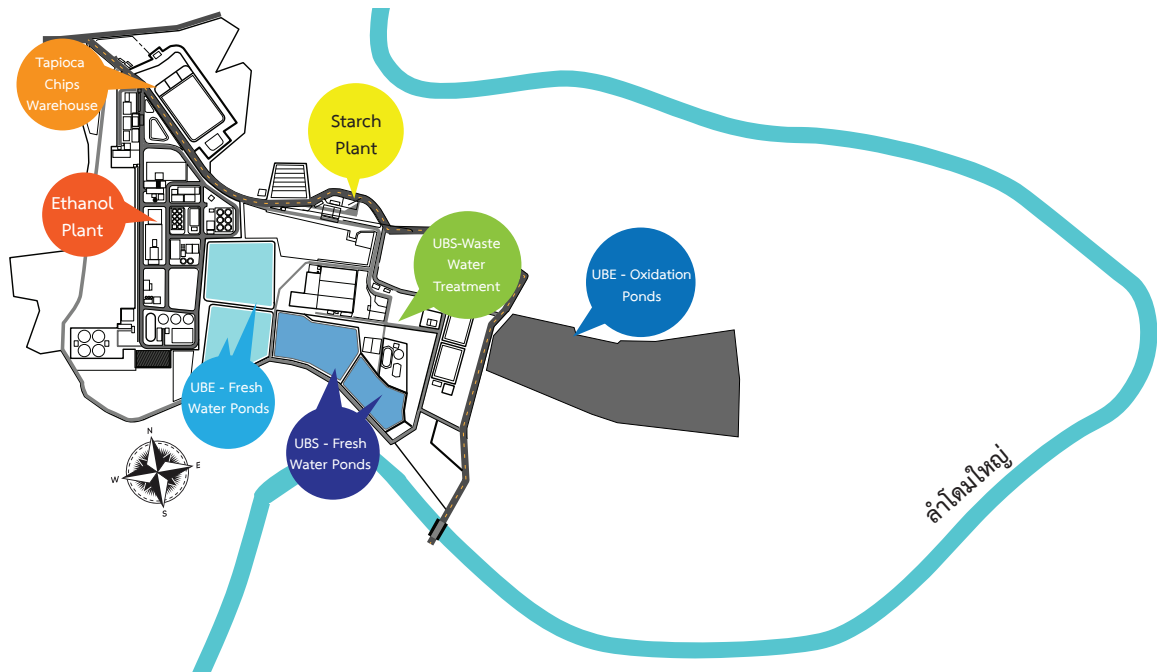 Tapioca
Chips
Warehouse
Starch
Plant
Ethanol
Plant
UBS-Waste
Water
Treatment
UBE - Oxidation
Ponds
UBE - Fresh
Water Ponds
UBS - Fresh
Water Ponds
N
E
W
S
ลำโดมใหญ่